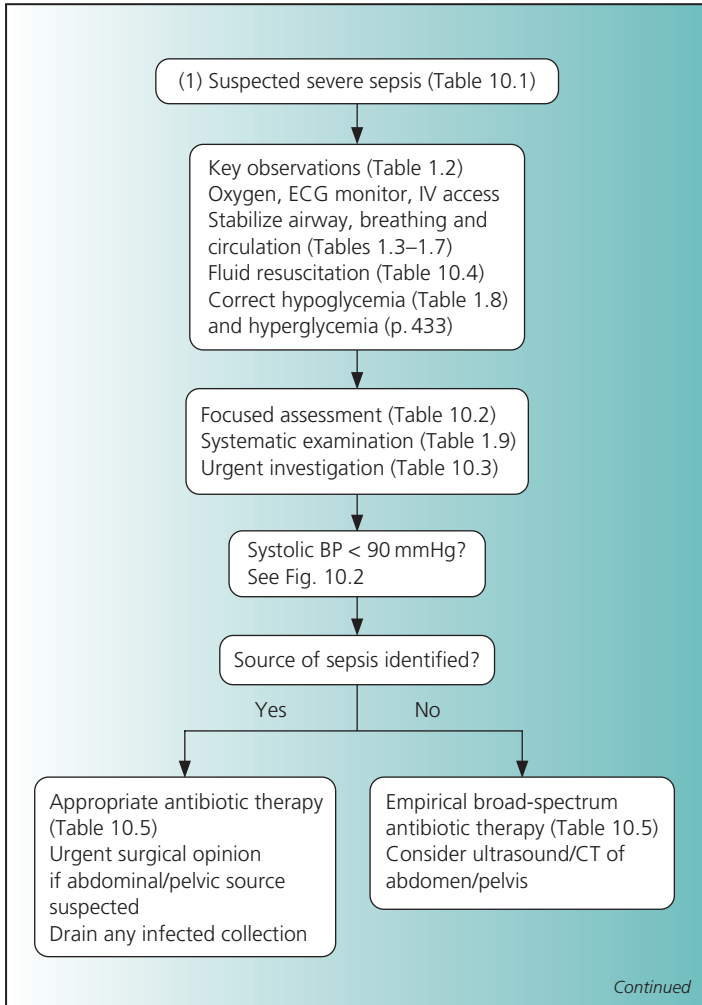 (1) Suspected severe sepsis (Table 10.1)
Key observations (Table 1.2)
Oxygen, ECG monitor, IV access
Stabilize airway, breathing and
circulation (Tables 1.3–1.7)
Fluid resuscitation (Table 10.4)
Correct hypoglycemia (Table 1.8)
and hyperglycemia (p. 433)
Focused assessment (Table 10.2)
Systematic examination (Table 1.9)
Urgent investigation (Table 10.3)
Systolic BP < 90 mmHg?
See Fig. 10.2
Source of sepsis identified?
Yes
No
Appropriate antibiotic therapy
(Table 10.5)
Urgent surgical opinion
if abdominal/pelvic source
suspected
Drain any infected collection
Empirical broad-spectrum
antibiotic therapy (Table 10.5)
Consider ultrasound/CT of
abdomen/pelvis
Continued